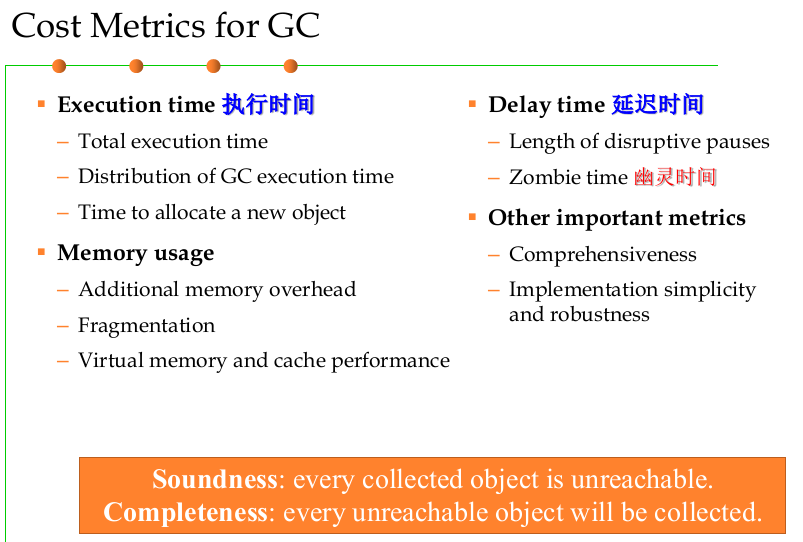 Cost Metrics for GC
Execution time 执行时间
– Total execution time
– Distribution of GC execution time
– Time to allocate a new object
Memory usage
– Additional memory overhead
– Fragmentation
– Virtual memory and cache performance
Delay time 延迟时间
– Length of disruptive pauses
– Zombie time 幽灵时间
Other important metrics
– Comprehensiveness
– Implementation simplicity
and robustness
Soundness: every collected object is unreachable.
Completeness: every unreachable object will be collected.